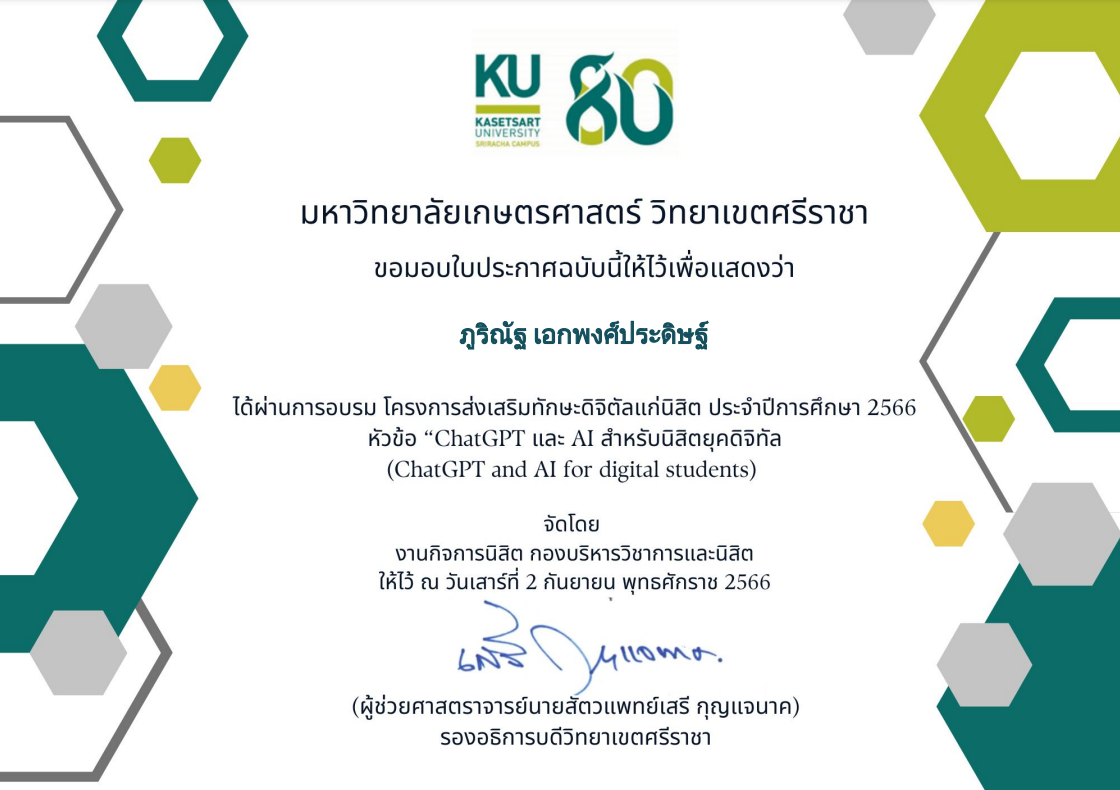 KU 80
KASETSART
UNIVERSITY
SRIRACHA CAMPUS
มหาวิทยาลัยเกษตรศาสตร์ วิทยาเขตศรีราชา
ขอมอบใบประกาศฉบับนี้ให้ไว้เพื่อแสดงว่า
ภูริณัฐ เอกพงศ์ประดิษฐ์
ได้ผ่านการอบรม โครงการส่งเสริมทักษะดิจิตัลแก่นิสิต ประจำปีการศึกษา 2566
หัวข้อ “ChatGPT และ AI สำหรับนิสิตยุคดิจิทัล
(ChatGPT and AI for digital students)
จัดโดย
งานกิจการนิสิต กองบริหารวิชาการและนิสิต
ให้ไว้ ณ วันเสาร์ที่ 2 กันยายน พุทธศักราช 2566
(ผู้ช่วยศาสตราจารย์นายสัตวแพทย์เสรี กุญแจนาค)
รองอธิการบดีวิทยาเขตศรีราชา